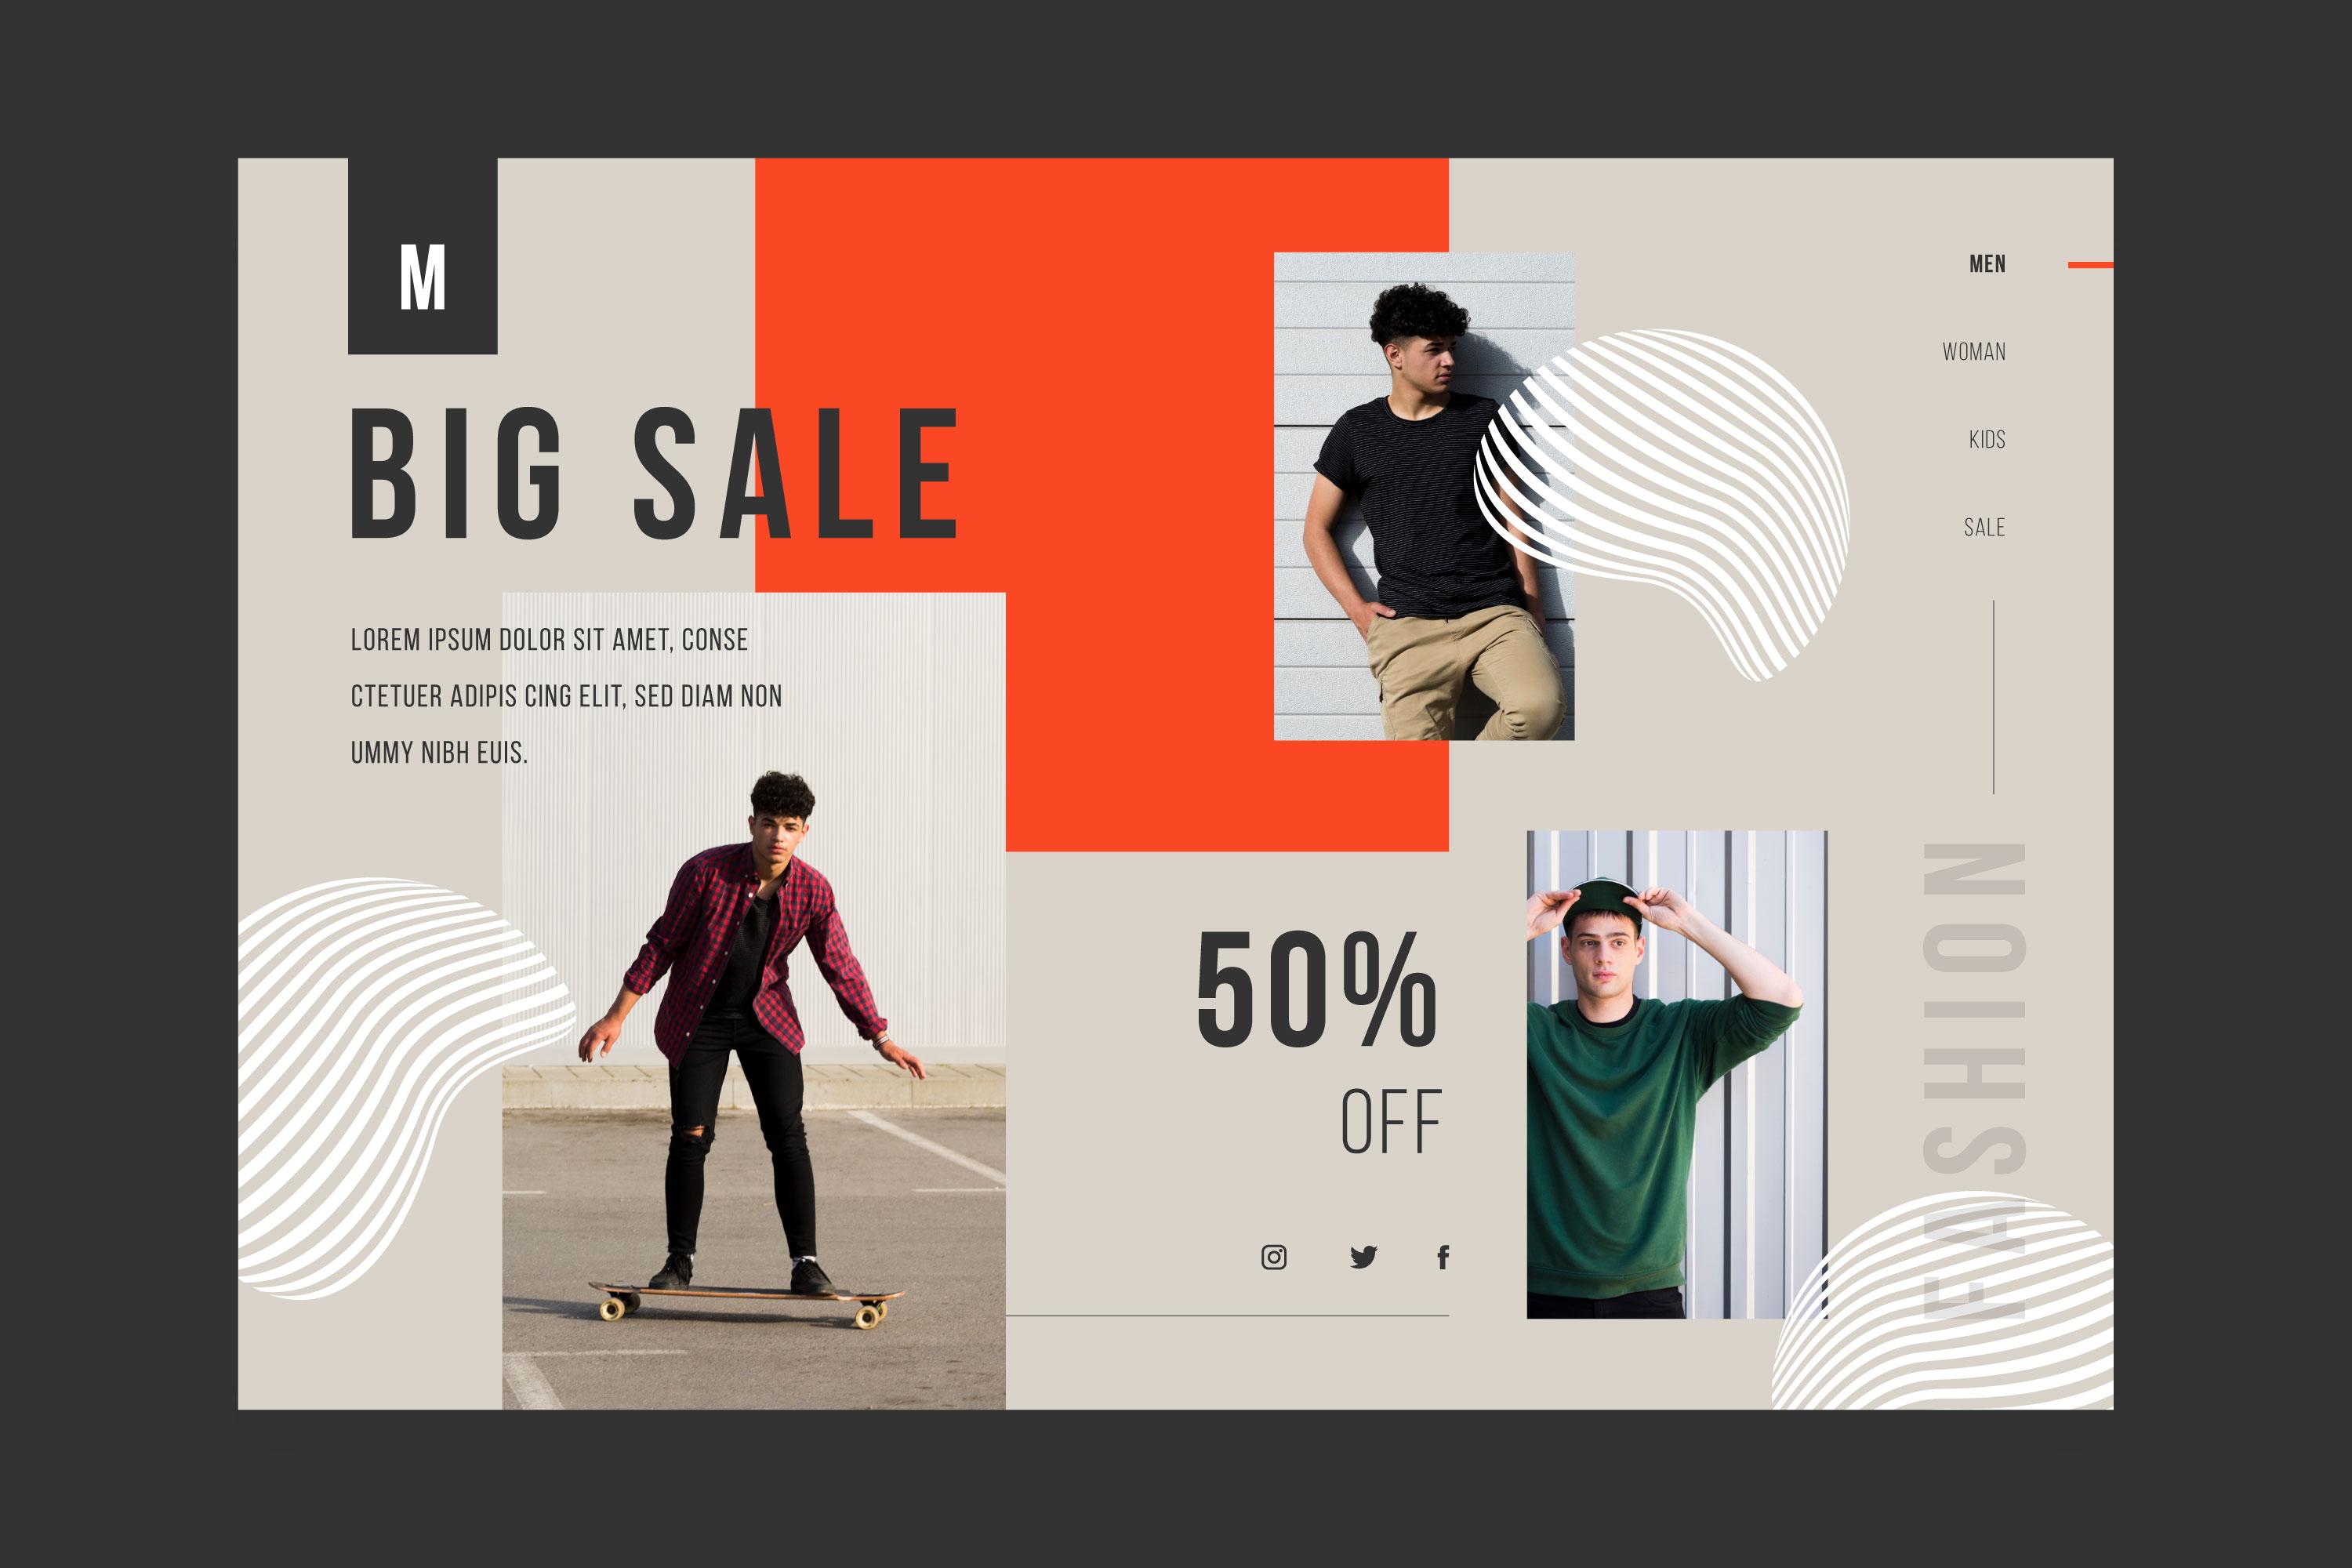 M
BIG SALE
LOREM IPSUM DOLOR SIT AMET, CONSE
CTETUER ADIPIS CING ELIT, SED DIAM NON
UMMY NIBH EUIS.
50%
OFF
MEN
WOMAN
KIDS
SALE
FASHION